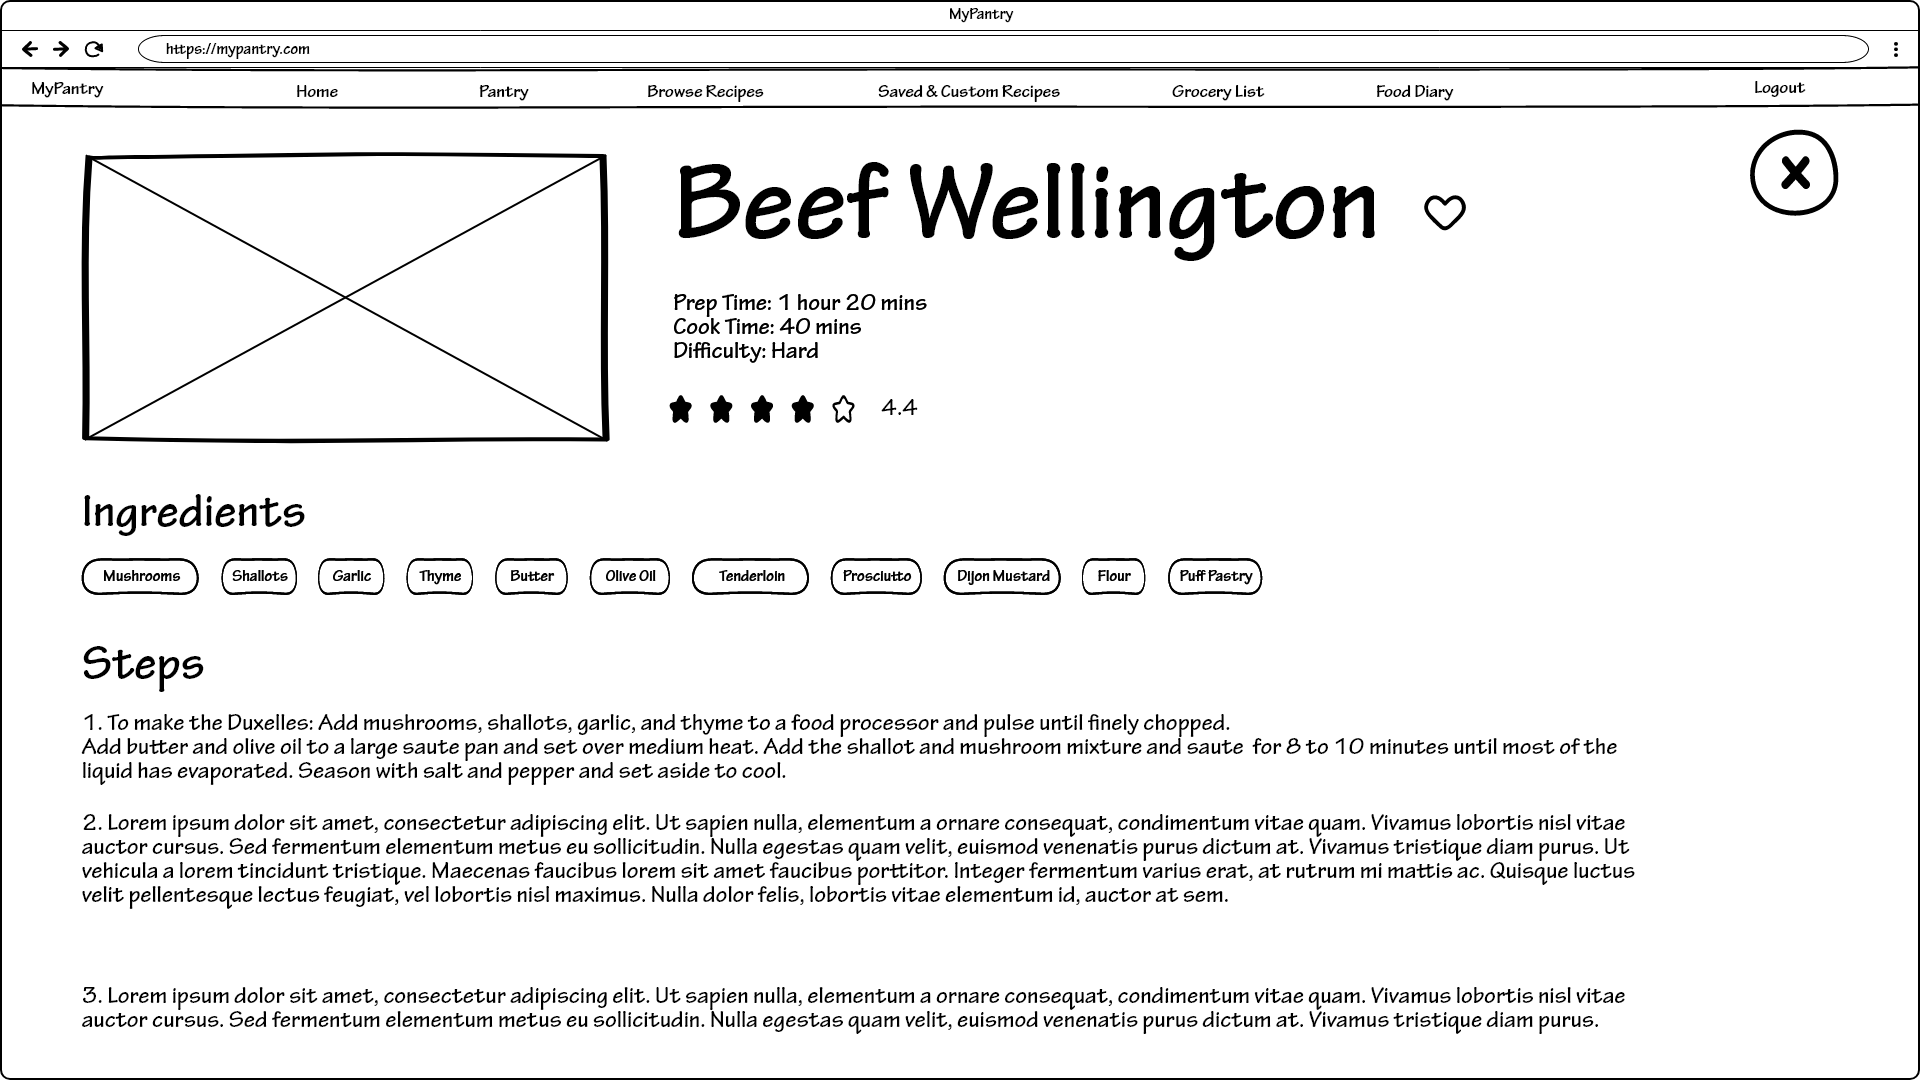 MyPantry
https://mypantry.com
MyPantry Home Pantry Browse Recipes Saved & Custom Recipes Grocery List Food Diary Logout
X
Beef Wellington
Prep Time: 1 hour 20 mins
Cook Time: 40 mins
Difficulty: Hard
4.4
Ingredients
Mushrooms Shallots Garlic Thyme Butter Olive Oil Tenderloin Prosciutto Dijon Mustard Flour Puff Pastry
Steps
1. To make the Duxelles: Add mushrooms, shallots, garlic, and thyme to a food processor and pulse until finely chopped.
Add butter and olive oil to a large saute pan and set over medium heat. Add the shallot and mushroom mixture and saute  for 8 to 10 minutes until most of the
liquid has evaporated. Season with salt and pepper and set aside to cool.
2. Lorem ipsum dolor sit amet, consectetur adipiscing elit. Ut sapien nulla, elementum a ornare consequat, condimentum vitae quam. Vivamus lobortis nisl vitae
auctor cursus. Sed fermentum elementum metus eu sollicitudin. Nulla egestas quam velit, euismod venenatis purus dictum at. Vivamus tristique diam purus. Ut
vehicula a lorem tincidunt tristique. Maecenas faucibus lorem sit amet faucibus porttitor. Integer fermentum varius erat, at rutrum mi mattis ac. Quisque luctus
velit pellentesque lectus feugiat, vel lobortis nisl maximus. Nulla dolor felis, lobortis vitae elementum id, auctor at sem.
3. Lorem ipsum dolor sit amet, consectetur adipiscing elit. Ut sapien nulla, elementum a ornare consequat, condimentum vitae quam. Vivamus lobortis nisl vitae
auctor cursus. Sed fermentum elementum metus eu sollicitudin. Nulla egestas quam velit, euismod venenatis purus dictum at. Vivamus tristique diam purus.